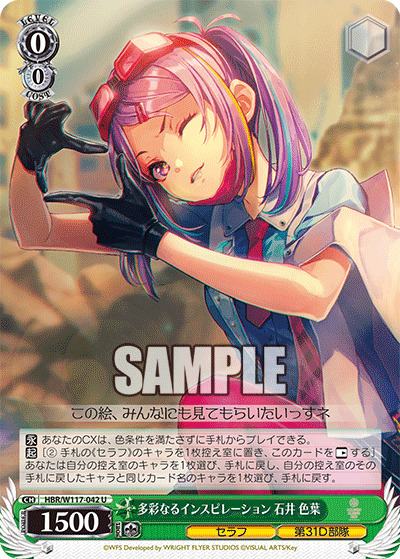 LEVEL
0
0
COST
SAMPLE
この絵、みんなにも見てもらいたいっすネ
永 あなたのCXは、色条件を満たさずに手札からプレイできる。
起 [② 手札の《セラフ》のキャラを1枚控え室に置き、このカードを する]
あなたは自分の控え室のキャラを1枚選び、手札に戻し、自分の控え室のその
手札に戻したキャラと同じカード名のキャラを1枚選び、手札に戻す。
CH HBR/W117-042 U
1500
多彩なるインスピレーション 石井 色葉
セラフ
第31D部隊
©WFS Developed by WRIGHT FLYER STUDIOS ©VISUAL ARTS/Key